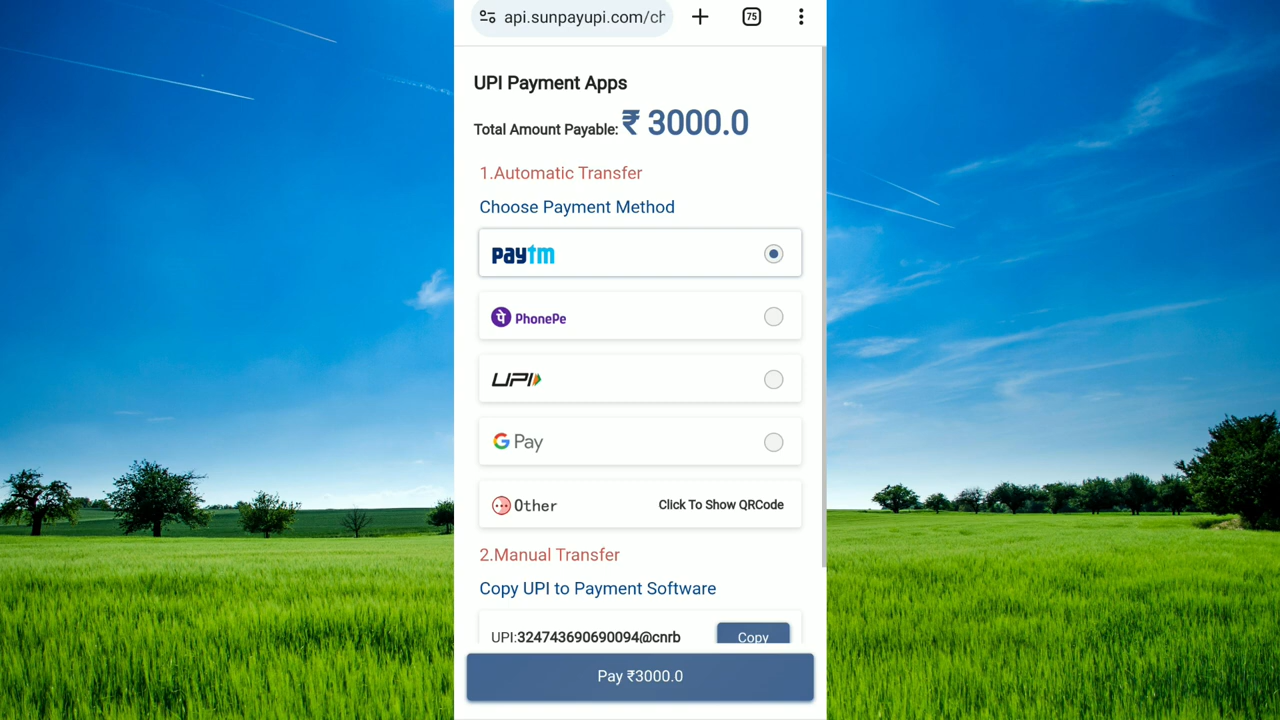 api.sunpayupi.com/ch
75
UPI Payment Apps
Total Amount Payable: ₹ 3000.0
1.Automatic Transfer
Choose Payment Method
paytm
पे PhonePe
UPI
G Pay
Other Click To Show QRCode
2.Manual Transfer
Copy UPI to Payment Software
UPI:324743690690094@cnrb Copy
Pay ₹3000.0